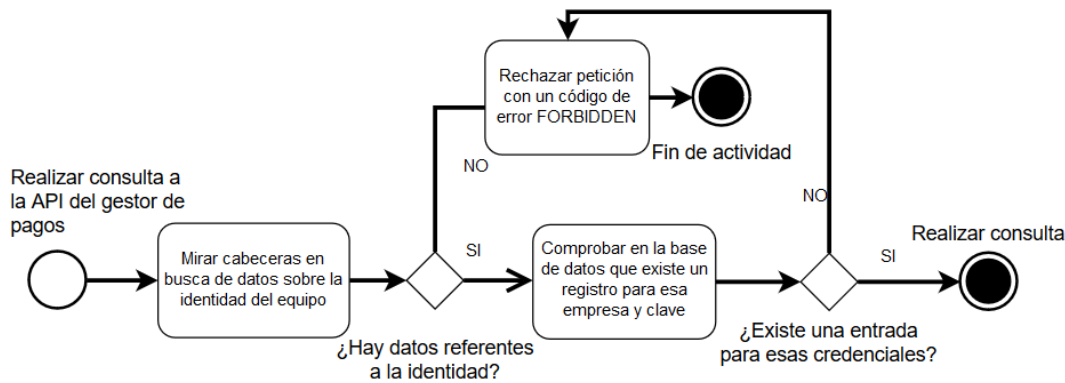 Realizar consulta a
la API del gestor de
pagos
Mirar cabeceras en
busca de datos sobre la
identidad del equipo
¿Hay datos referentes
a la identidad?
NO
Rechazar petición
con un código de
error FORBIDDEN
Fin de actividad
SI
Comprobar en la base
de datos que existe un
registro para esa
empresa y clave
¿Existe una entrada
para esas credenciales?
NO
SI
Realizar consulta